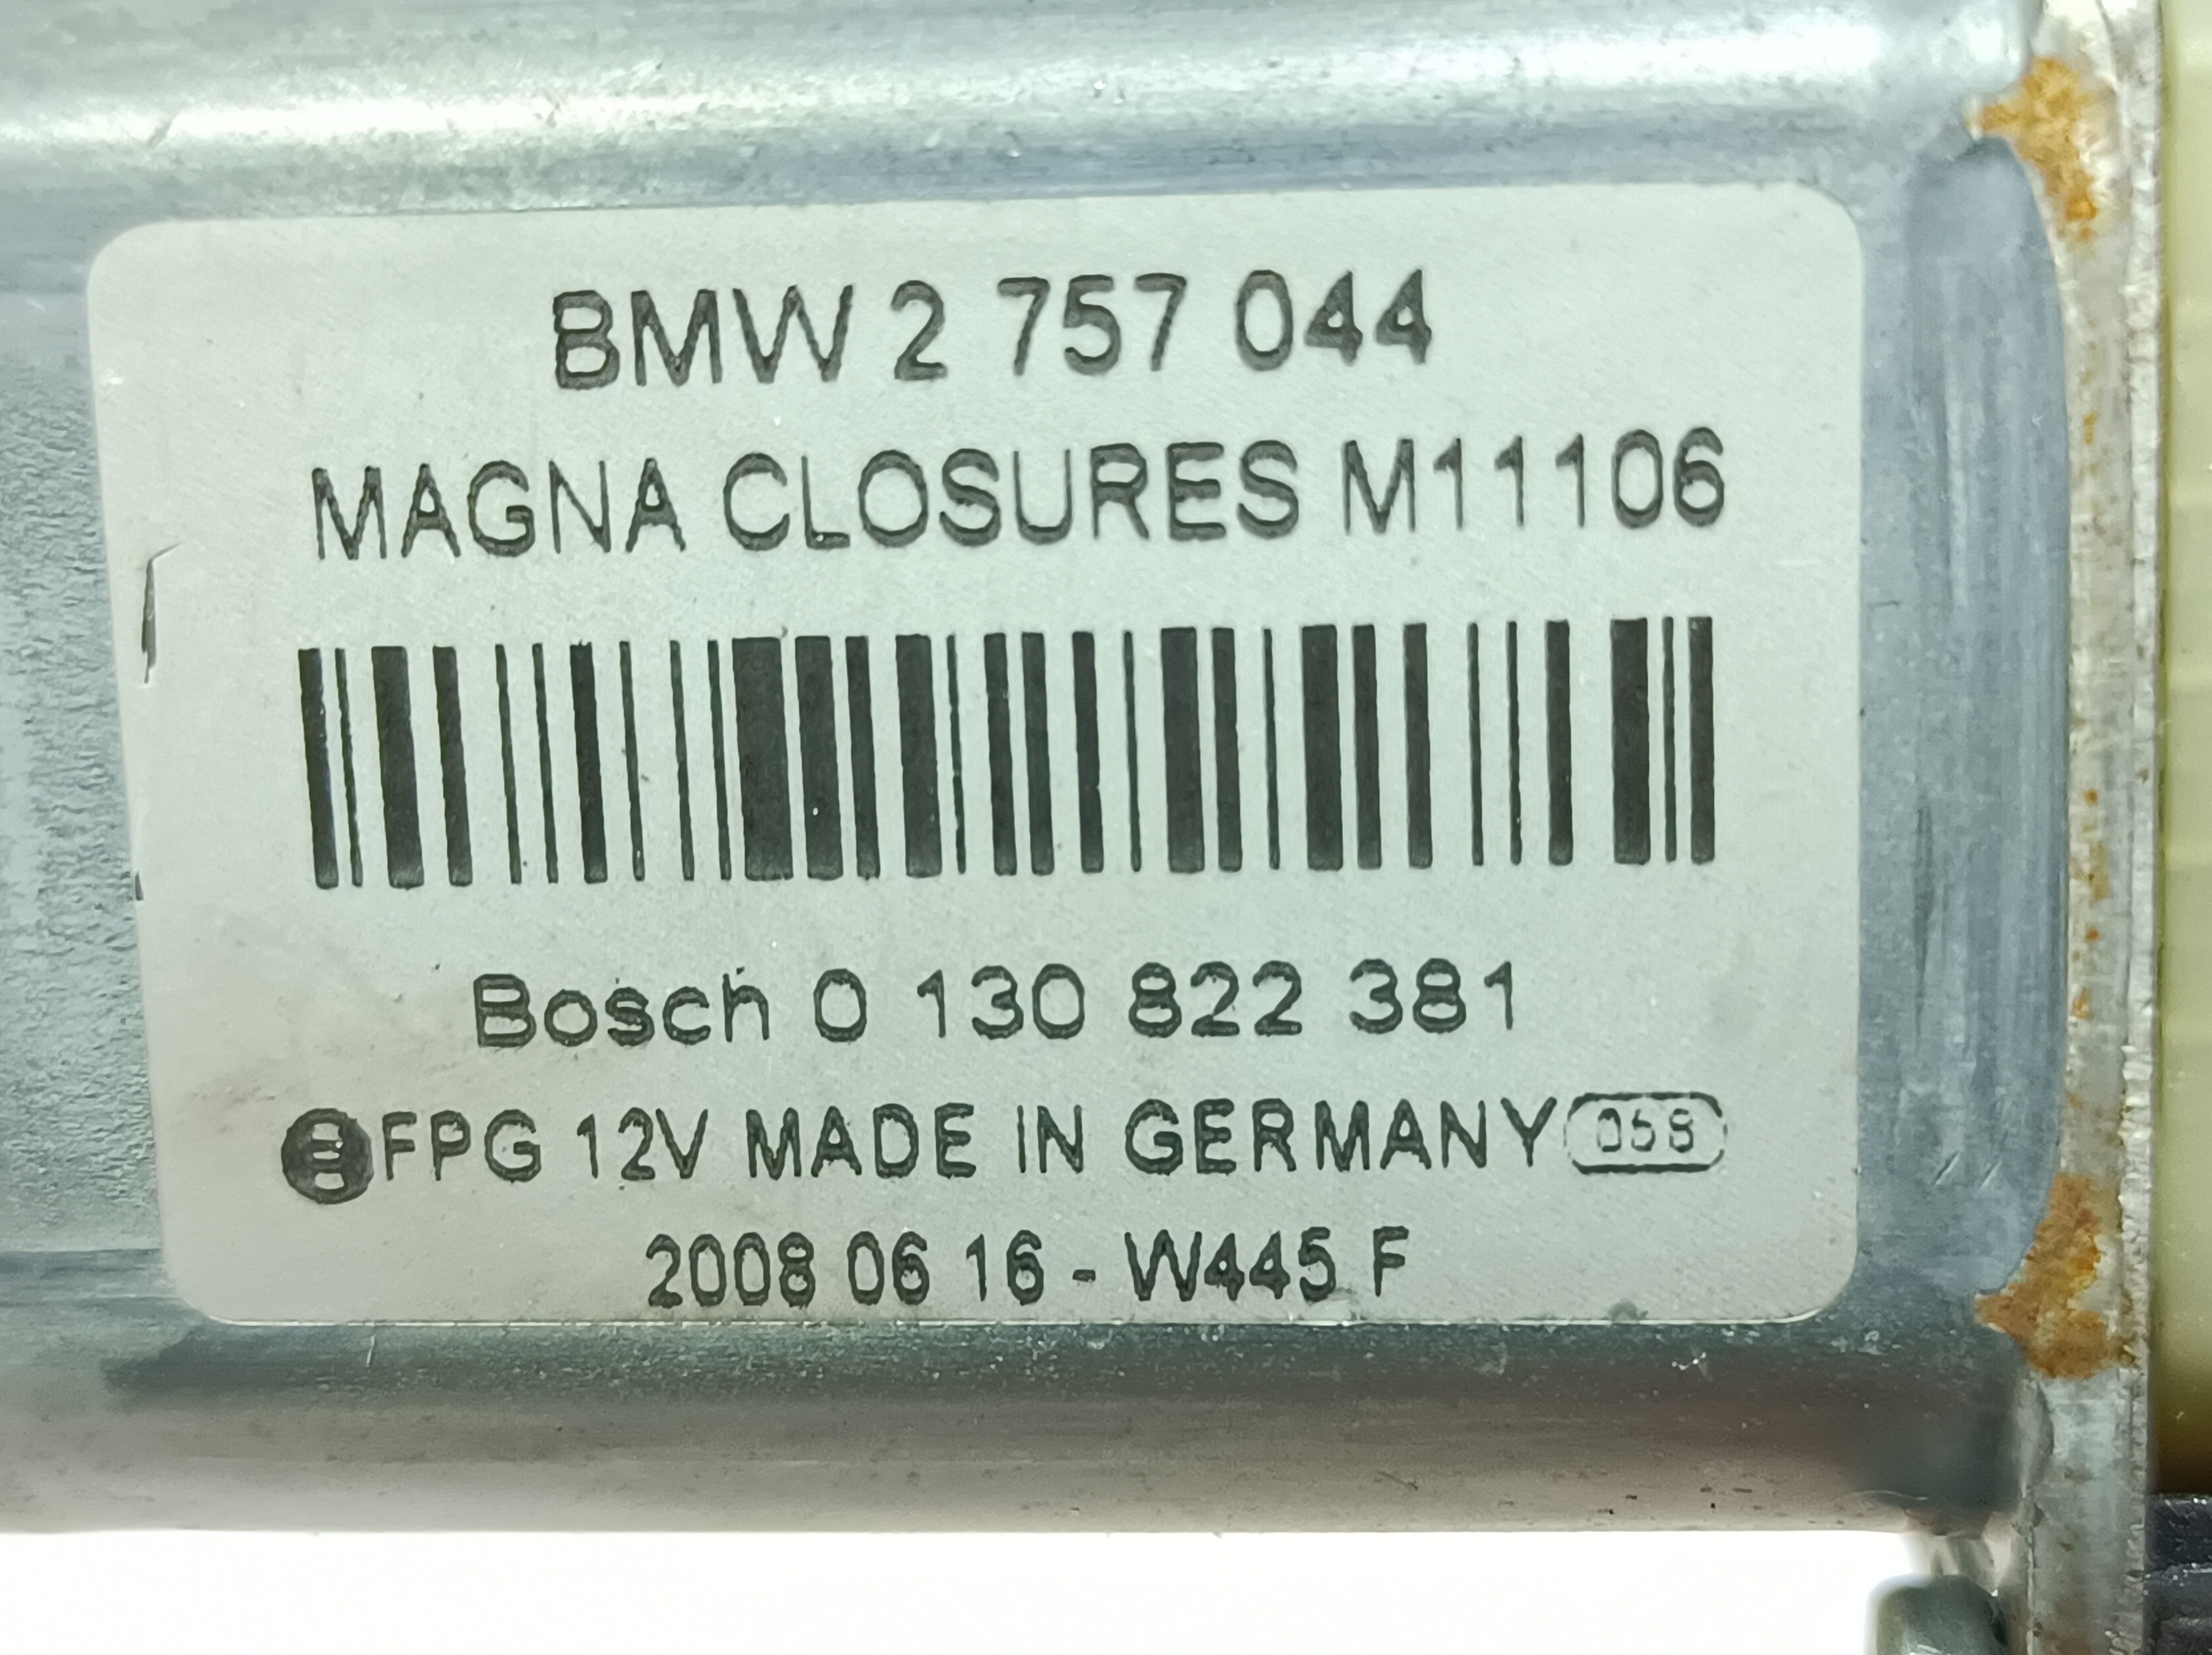 BMW 2 757 044
MAGNA CLOSURES M11106
Bosch 0 130 822 381
FPG 12V MADE IN GERMANY 058
2008 06 16 - W445 F